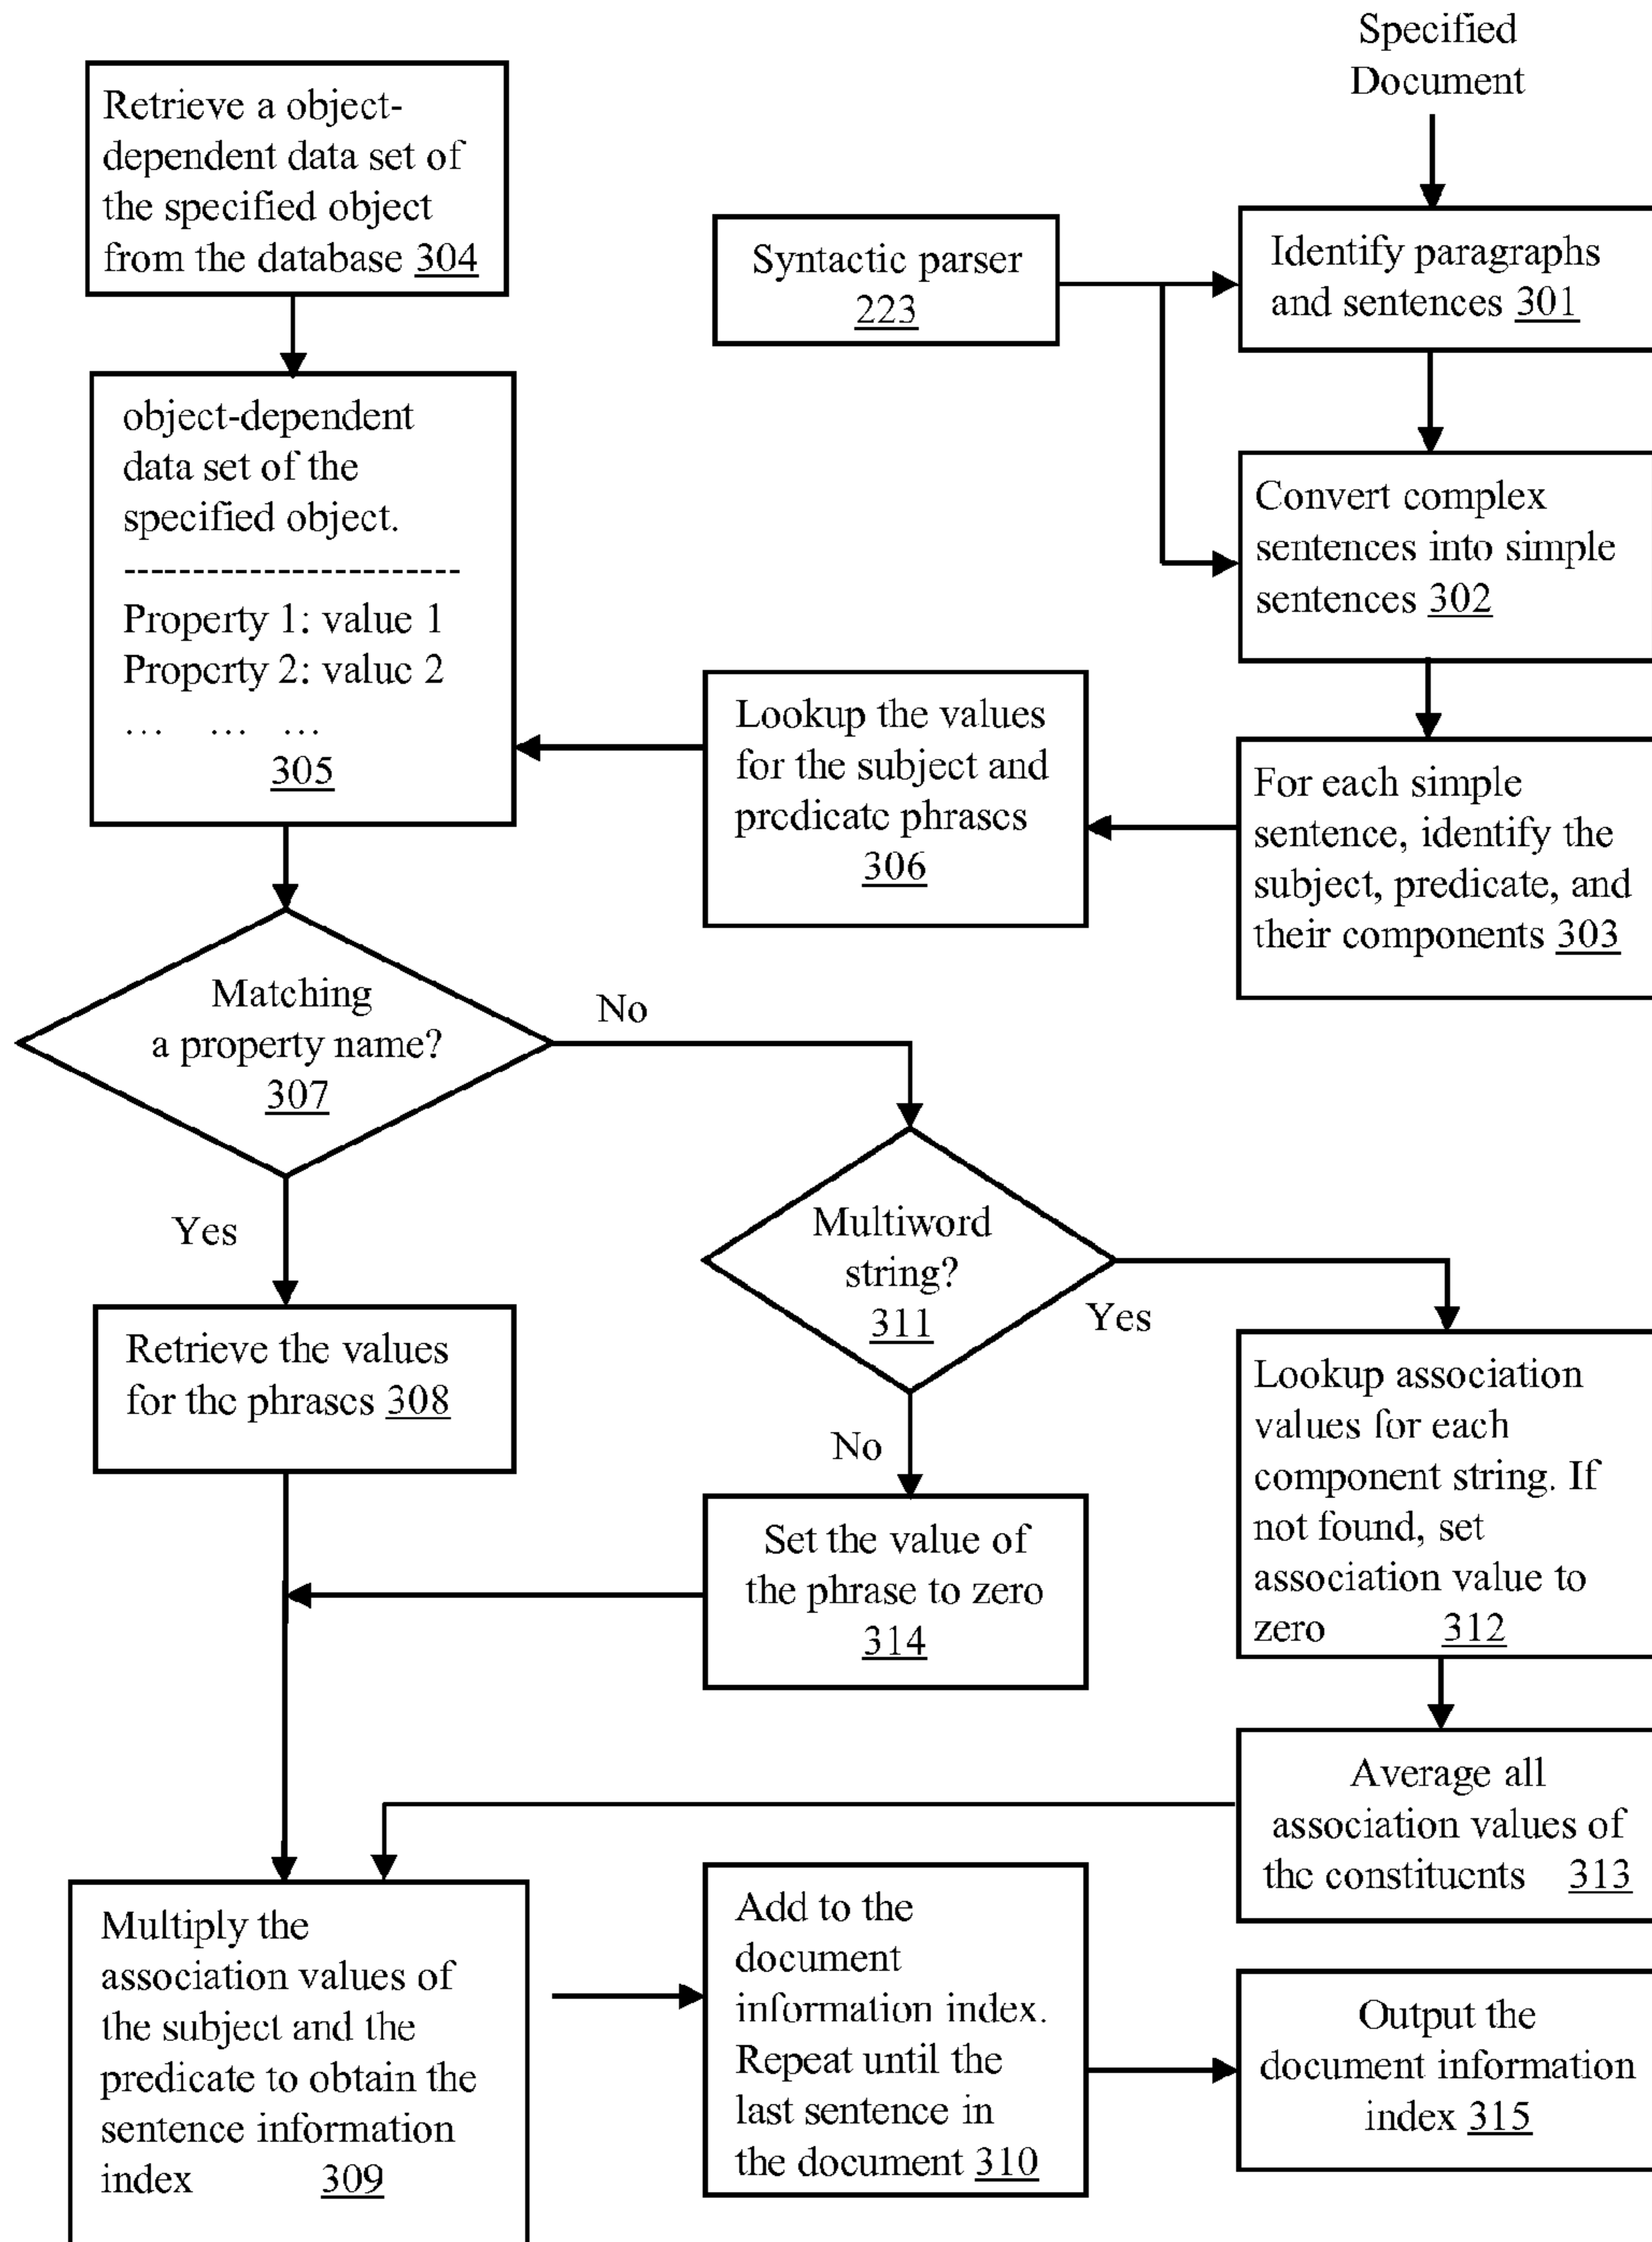 Specified
Document
Retrieve a object-
dependent data set of
the specified object
from the database 304
Syntactic parser
223
Identify paragraphs
and sentences 301
object-dependent
data set of the
specified object.
------------------------
Property 1: value 1
Property 2: value 2
... ... ...
305
Convert complex
sentences into simple
sentences 302
Lookup the values
for the subject and
predicate phrases
306
For each simple
sentence, identify the
subject, predicate, and
their components 303
Matching
a property name?
307
No
Yes
Multiword
string?
311
Yes
No
Retrieve the values
for the phrases 308
Lookup association
values for each
component string. If
not found, set
association value to
zero 312
Set the value of
the phrase to zero
314
Average all
association values of
the constituents 313
Multiply the
association values of
the subject and the
predicate to obtain the
sentence information
index 309
Add to the
document
information index.
Repeat until the
last sentence in
the document 310
Output the
document information
index 315